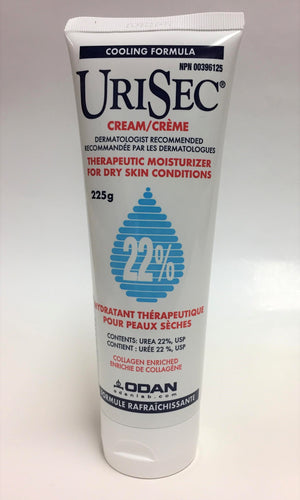 COOLING FORMULA
NPN 00396125
URISEC®
CREAM/CRÈME
DERMATOLOGIST RECOMMENDED
RECOMMANDÉE PAR LES DERMATOLOGUES
THERAPEUTIC MOISTURIZER
FOR DRY SKIN CONDITIONS
225g
22%
HYDRATANT THÉRAPEUTIQUE
POUR PEAUX SÈCHES
CONTENTS: UREA 22%, USP
CONTIENT : URÉE 22 %, USP
COLLAGEN ENRICHED
ENRICHIE DE COLLAGÈNE
ODAN
odanlab.com
FORMULE RAFRAÎCHISSANTE